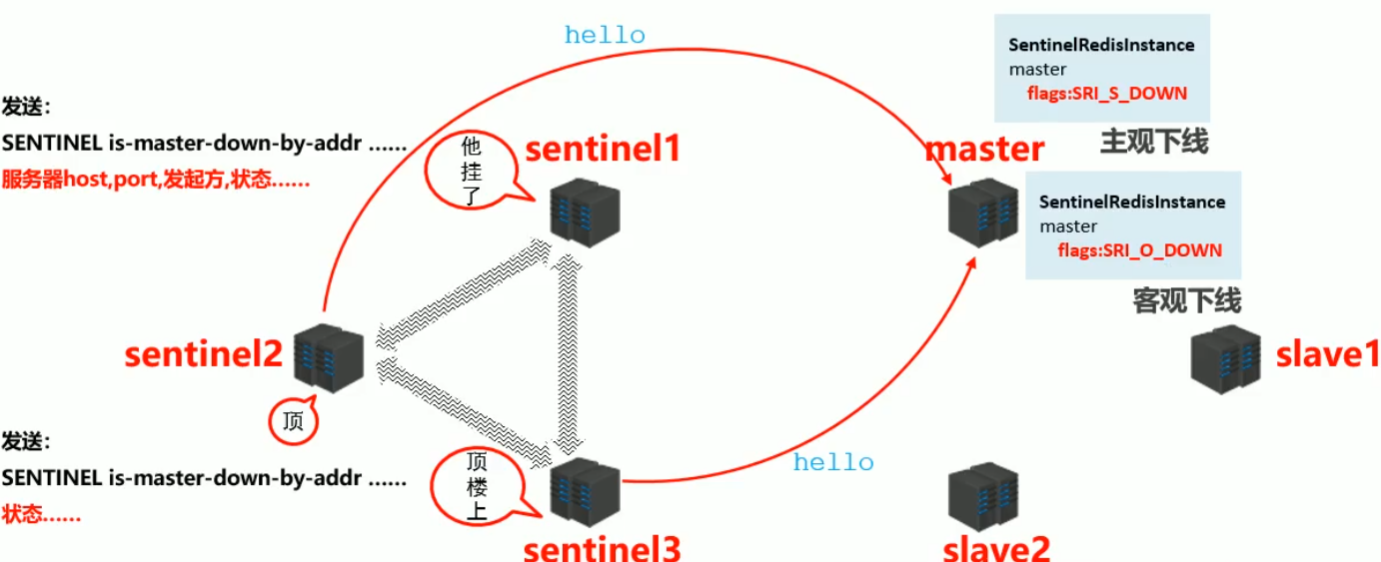 hello
SentinelRedisInstance
master
flags:SRI_S_DOWN
主观下线
发送：
SENTINEL is-master-down-by-addr ……
服务器host,port,发起方,状态……
他
挂
了
sentinel1
master
SentinelRedisInstance
master
flags:SRI_O_DOWN
客观下线
sentinel2
slave1
顶
发送：
SENTINEL is-master-down-by-addr ……
状态……
顶
楼
上
hello
sentinel3
slave2